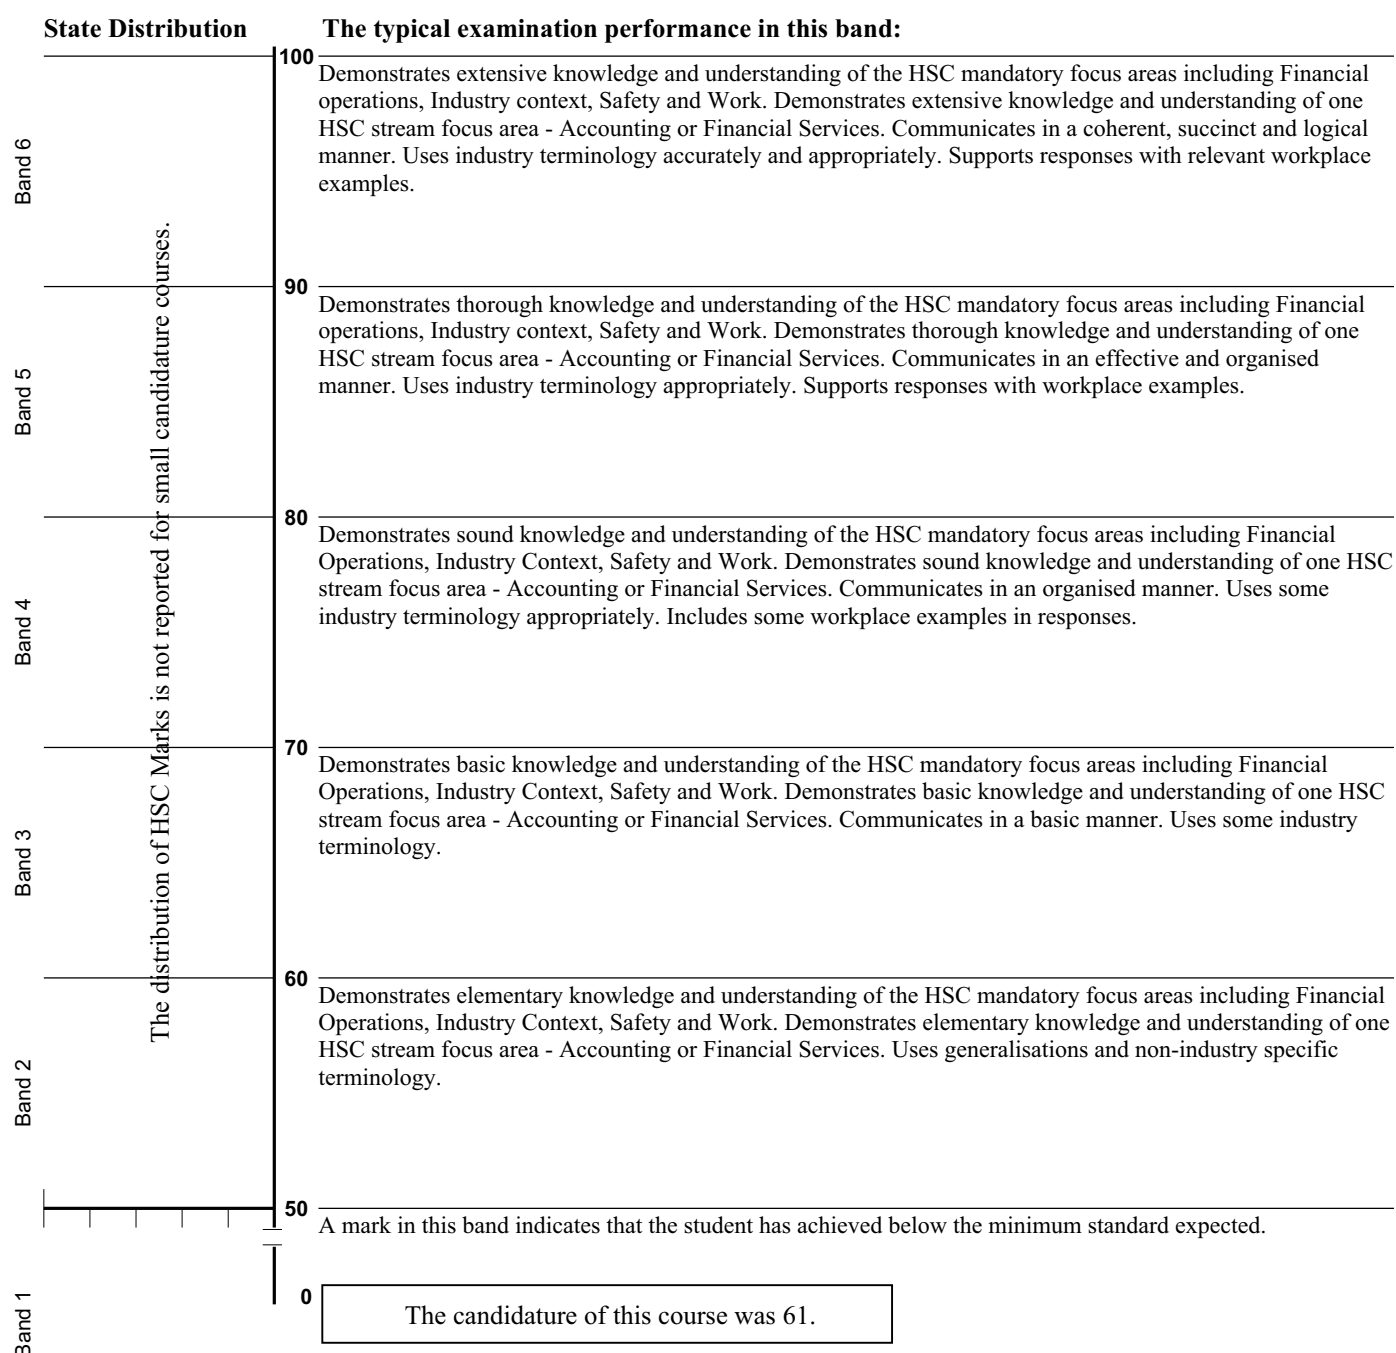 State Distribution
The typical examination performance in this band:
100
Demonstrates extensive knowledge and understanding of the HSC mandatory focus areas including Financial
operations, Industry context, Safety and Work. Demonstrates extensive knowledge and understanding of one
HSC stream focus area - Accounting or Financial Services. Communicates in a coherent, succinct and logical
manner. Uses industry terminology accurately and appropriately. Supports responses with relevant workplace
examples.
Band 6
90
Demonstrates thorough knowledge and understanding of the HSC mandatory focus areas including Financial
operations, Industry context, Safety and Work. Demonstrates thorough knowledge and understanding of one
HSC stream focus area - Accounting or Financial Services. Communicates in an effective and organised
manner. Uses industry terminology appropriately. Supports responses with workplace examples.
Band 5
80
Demonstrates sound knowledge and understanding of the HSC mandatory focus areas including Financial
Operations, Industry Context, Safety and Work. Demonstrates sound knowledge and understanding of one HSC
stream focus area - Accounting or Financial Services. Communicates in an organised manner. Uses some
industry terminology appropriately. Includes some workplace examples in responses.
Band 4
The distribution of HSC Marks is not reported for small candidature courses.
70
Demonstrates basic knowledge and understanding of the HSC mandatory focus areas including Financial
Operations, Industry Context, Safety and Work. Demonstrates basic knowledge and understanding of one HSC
stream focus area - Accounting or Financial Services. Communicates in a basic manner. Uses some industry
terminology.
Band 3
60
Demonstrates elementary knowledge and understanding of the HSC mandatory focus areas including Financial
Operations, Industry Context, Safety and Work. Demonstrates elementary knowledge and understanding of one
HSC stream focus area - Accounting or Financial Services. Uses generalisations and non-industry specific
terminology.
Band 2
50
A mark in this band indicates that the student has achieved below the minimum standard expected.
0
Band 1
The candidature of this course was 61.